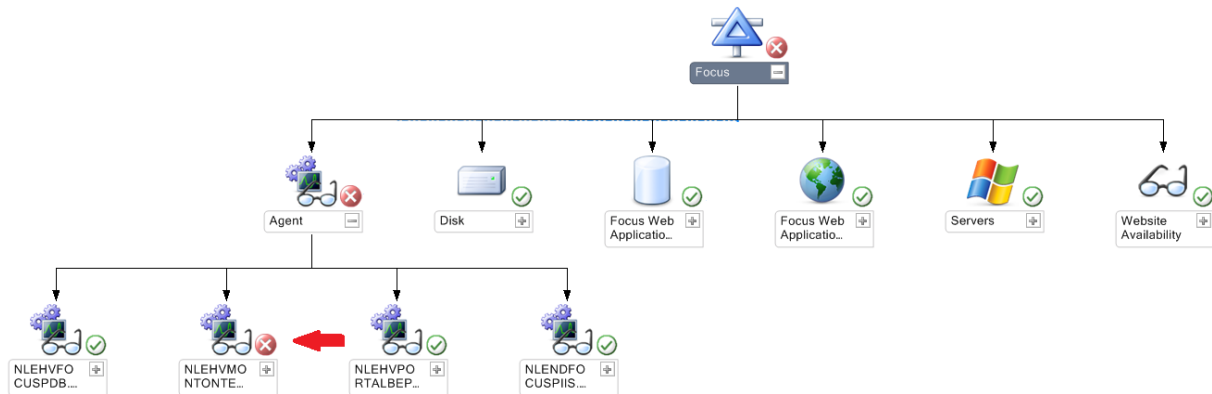 Focus
Agent
Disk
Focus Web
Applicatio...
Focus Web
Applicatio...
Servers
Website
Availability
NLEHVFO
CUSPDB....
NLEHVMO
NTONTE...
NLEHVPO
RTALBEP...
NLENDFO
CUSPIIS....